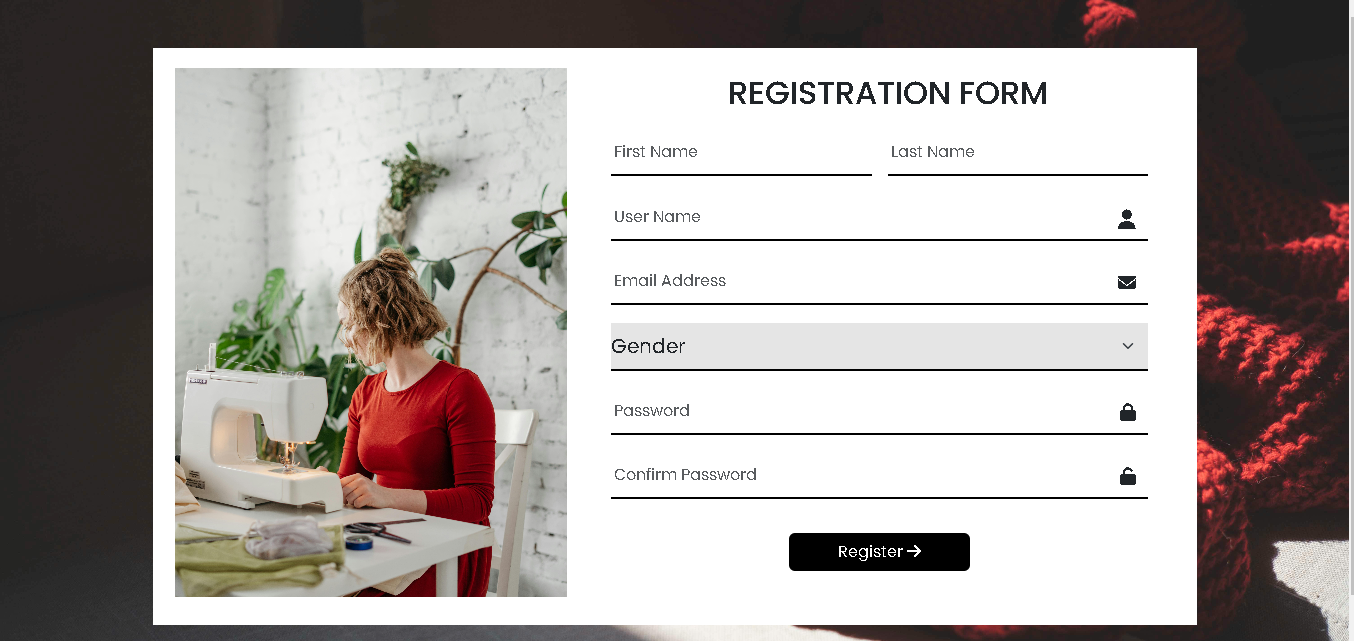 REGISTRATION FORM
First Name Last Name
User Name
Email Address
Gender
Password
Confirm Password
Register